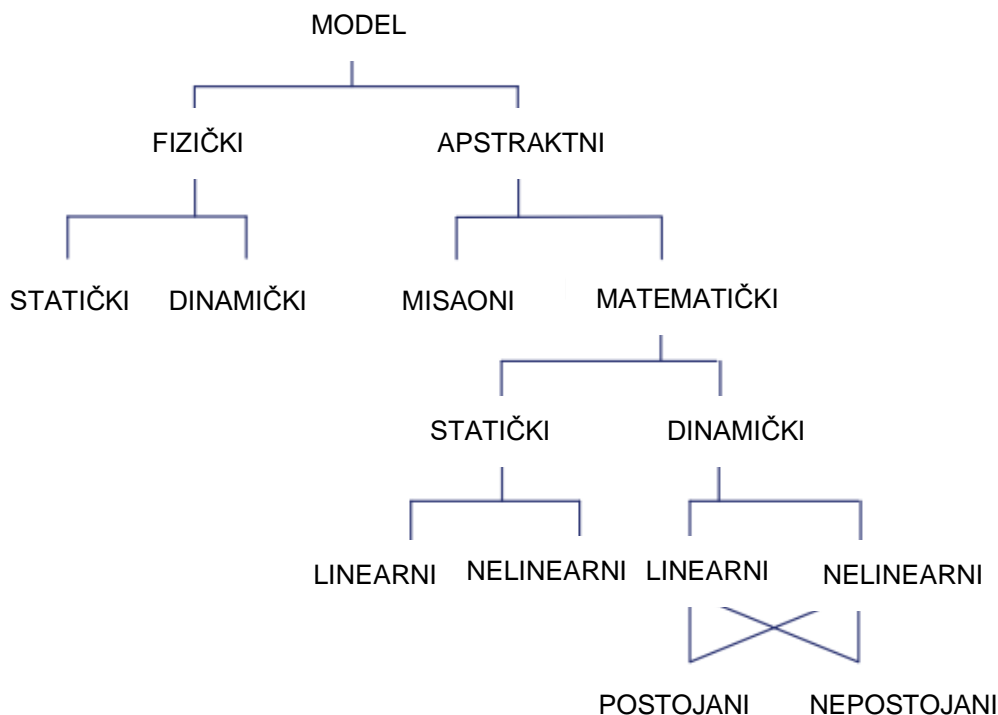 MODEL
FIZIČKI APSTRAKTNI
STATIČKI DINAMIČKI MISAONI MATEMATIČKI
STATIČKI DINAMIČKI
LINEARNI NELINEARNI LINEARNI NELINEARNI
POSTOJANI NEPOSTOJANI